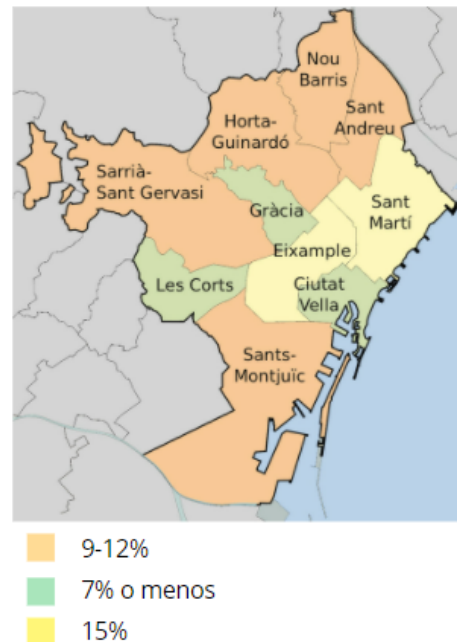 Nou
Barris
Sant
Andreu
Horta-
Guinardó
Sarrià-
Sant Gervasi
Gràcia
Sant
Martí
Eixample
Les Corts
Ciutat
Vella
Sants-
Montjuïc
9-12%
7% o menos
15%